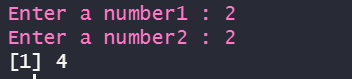 Enter a number1 : 2
Enter a number2 : 2
[1] 4